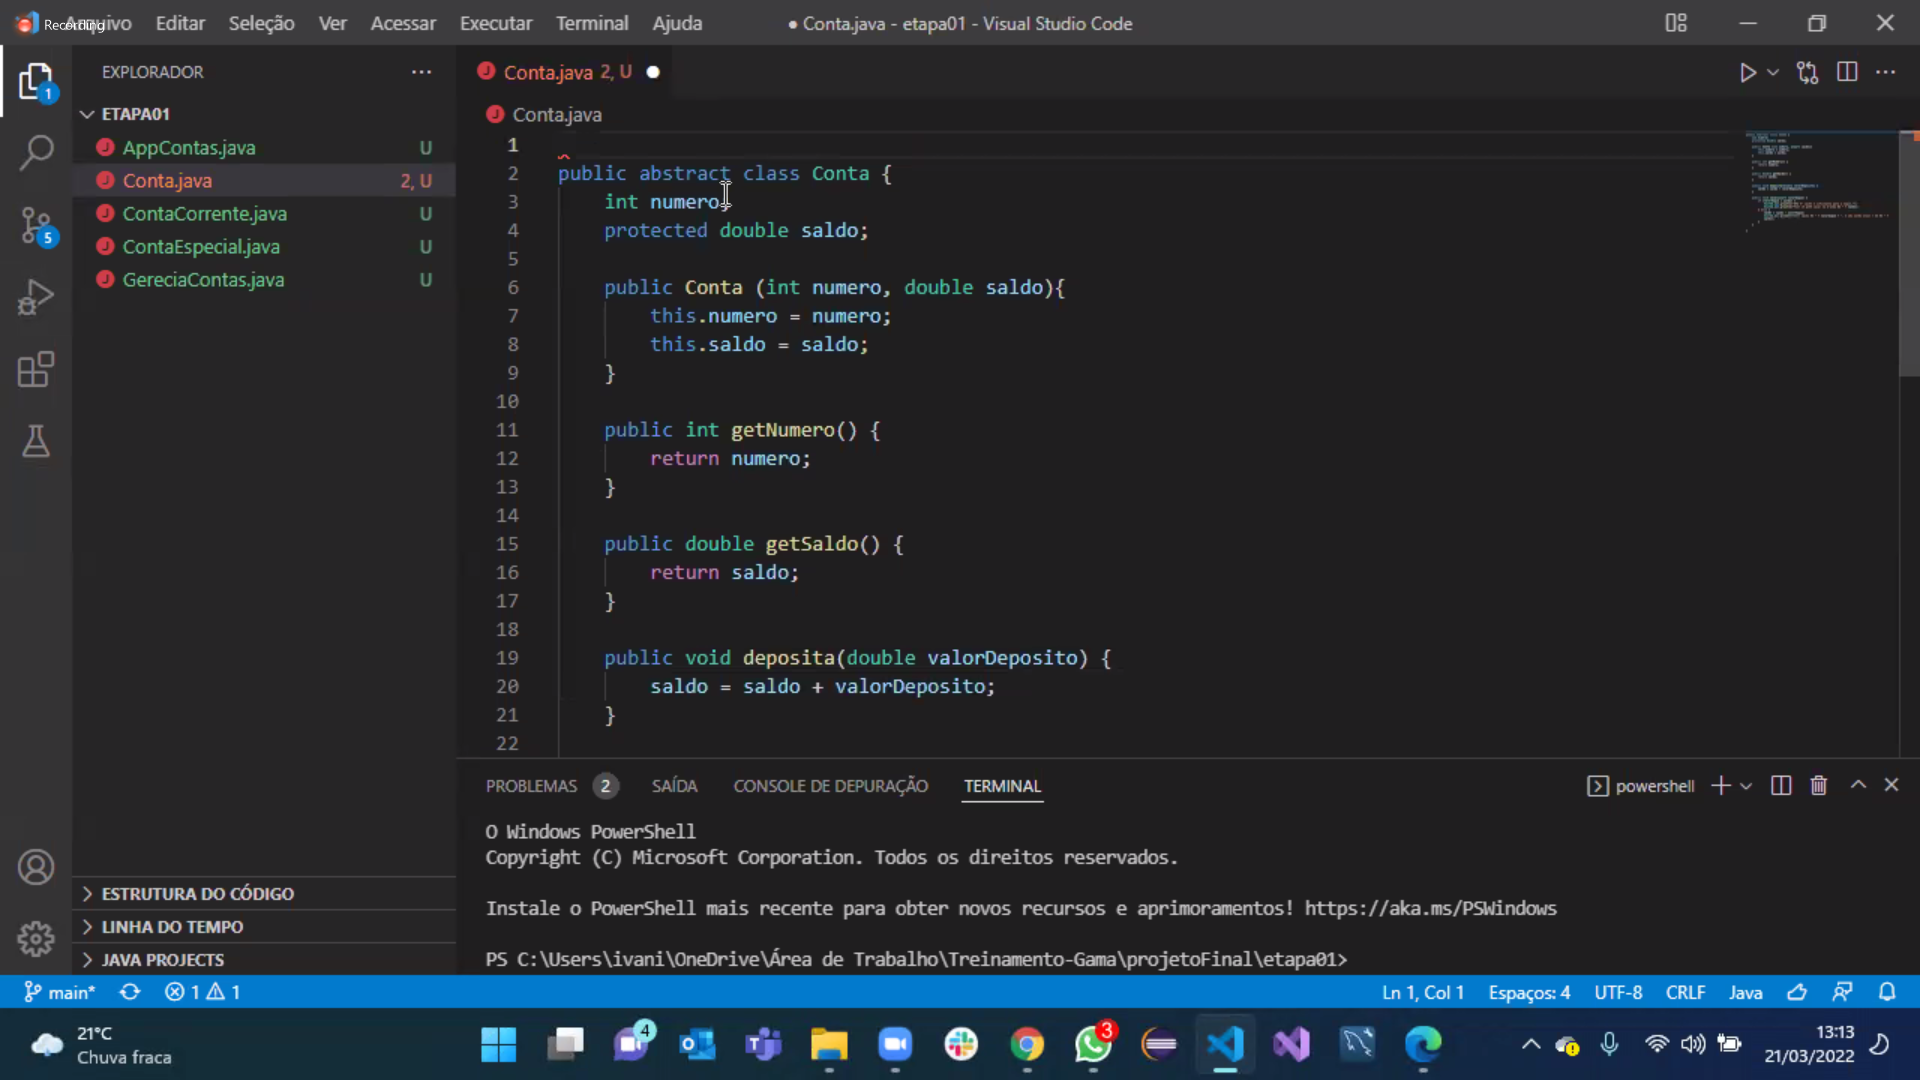 Recording
Arquivo Editar Seleção Ver Acessar Executar Terminal Ajuda
● Conta.java - etapa01 - Visual Studio Code
EXPLORADOR
ETAPA01
AppContas.java U
Conta.java 2, U
ContaCorrente.java U
ContaEspecial.java U
GereciaContas.java U
ESTRUTURA DO CÓDIGO
LINHA DO TEMPO
JAVA PROJECTS
1
5
Conta.java 2, U
Conta.java
1
2 public abstract class Conta {
3 int numero;
4 protected double saldo;
5
6 public Conta (int numero, double saldo){
7 this.numero = numero;
8 this.saldo = saldo;
9 }
10
11 public int getNumero() {
12 return numero;
13 }
14
15 public double getSaldo() {
16 return saldo;
17 }
18
19 public void deposita(double valorDeposito) {
20 saldo = saldo + valorDeposito;
21 }
22
PROBLEMAS 2 SAÍDA CONSOLE DE DEPURAÇÃO TERMINAL
powershell
O Windows PowerShell
Copyright (C) Microsoft Corporation. Todos os direitos reservados.
Instale o PowerShell mais recente para obter novos recursos e aprimoramentos! https://aka.ms/PSWindows
PS C:\Users\ivani\OneDrive\Área de Trabalho\Treinamento-Gama\projetoFinal\etapa01>
main* 1 1
Ln 1, Col 1 Espaços: 4 UTF-8 CRLF Java
21°C
Chuva fraca
4
3
13:13
21/03/2022